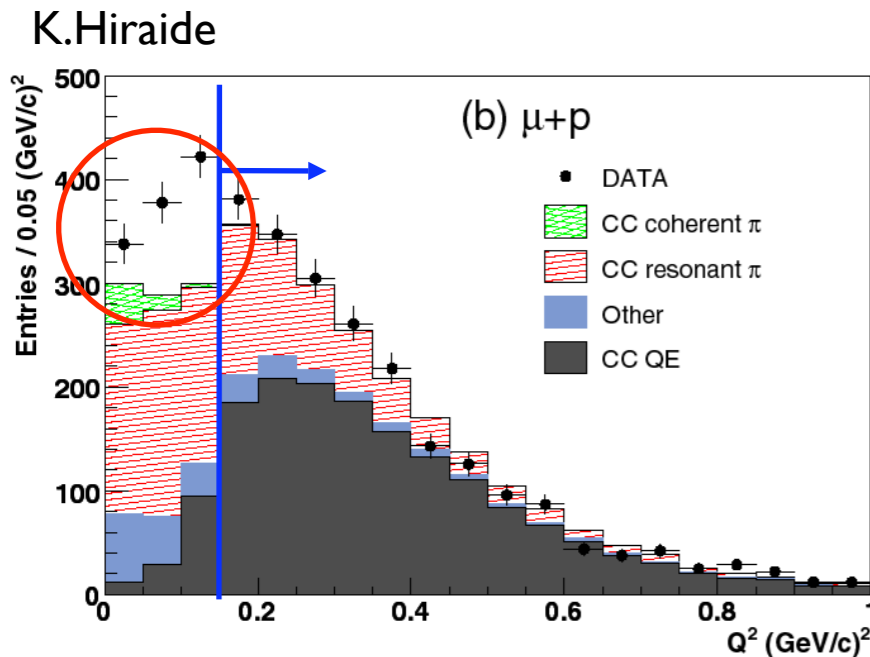 K.Hiraide
Entries / 0.05 (GeV/c)²
500
400
300
200
100
0
(b) μ+p
DATA
CC coherent π
CC resonant π
Other
CC QE
0 0.2 0.4 0.6 0.8 1
Q² (GeV/c)²